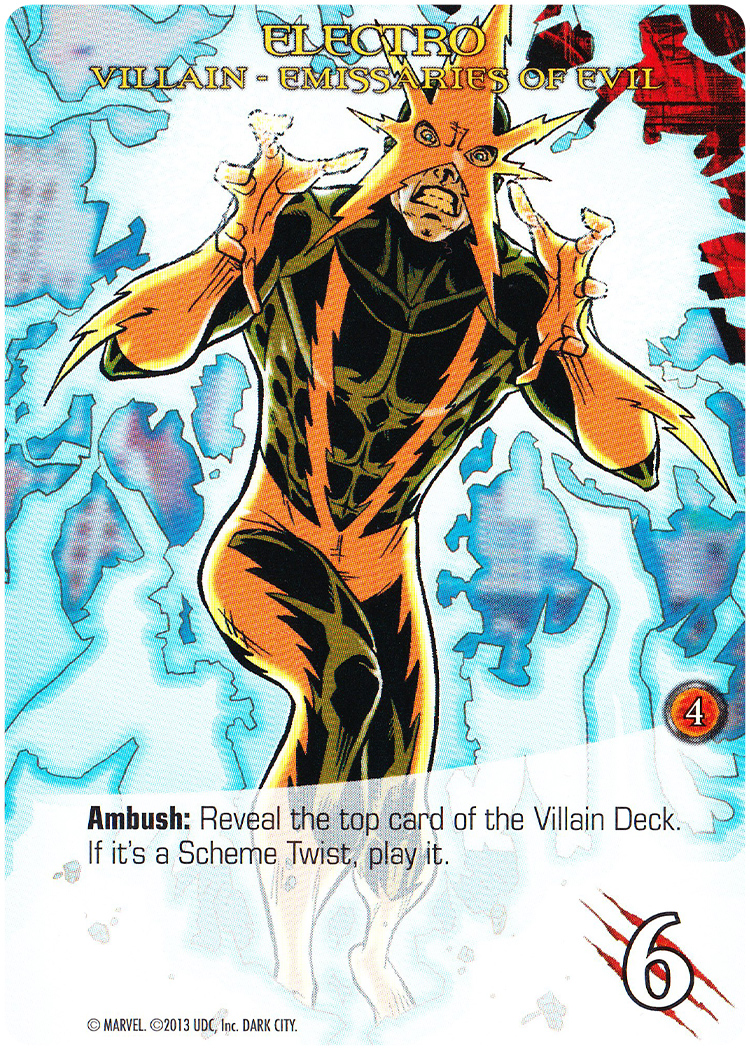 ELECTRO
VILLAIN - EMISSARIES OF EVIL
4
Ambush: Reveal the top card of the Villain Deck.
If it's a Scheme Twist, play it.
6
© MARVEL. ©2013 UDC, Inc. DARK CITY.